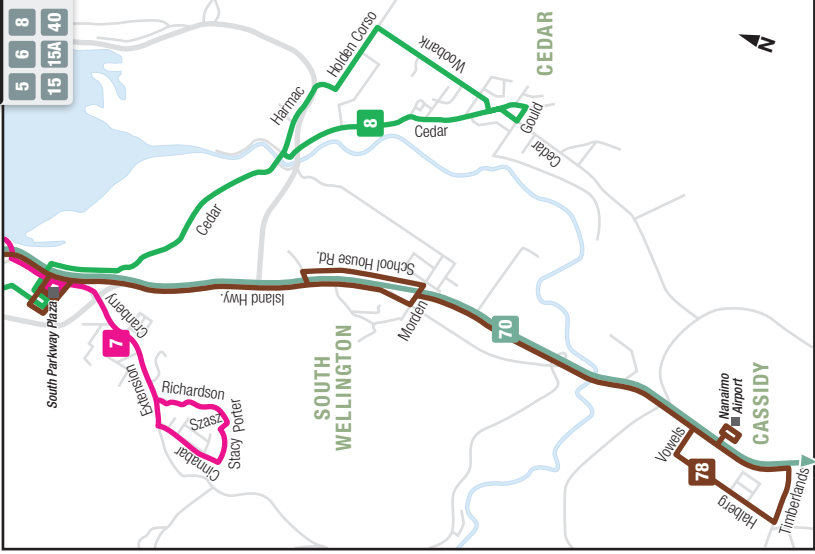 5 6 8
15 15A 40
Holden Corso
Woobank
CEDAR
N
Harmac
8
Cedar
Gould
Cedar
Cedar
School House Rd.
Island Hwy.
South Parkway Plaza
Cranberry
7
Morden
70
SOUTH
WELLINGTON
Extension
Richardson
Szasz
Stacy Porter
Cinnabar
Nanaimo
Airport
CASSIDY
Vowels
78
Halberg
Timberlands